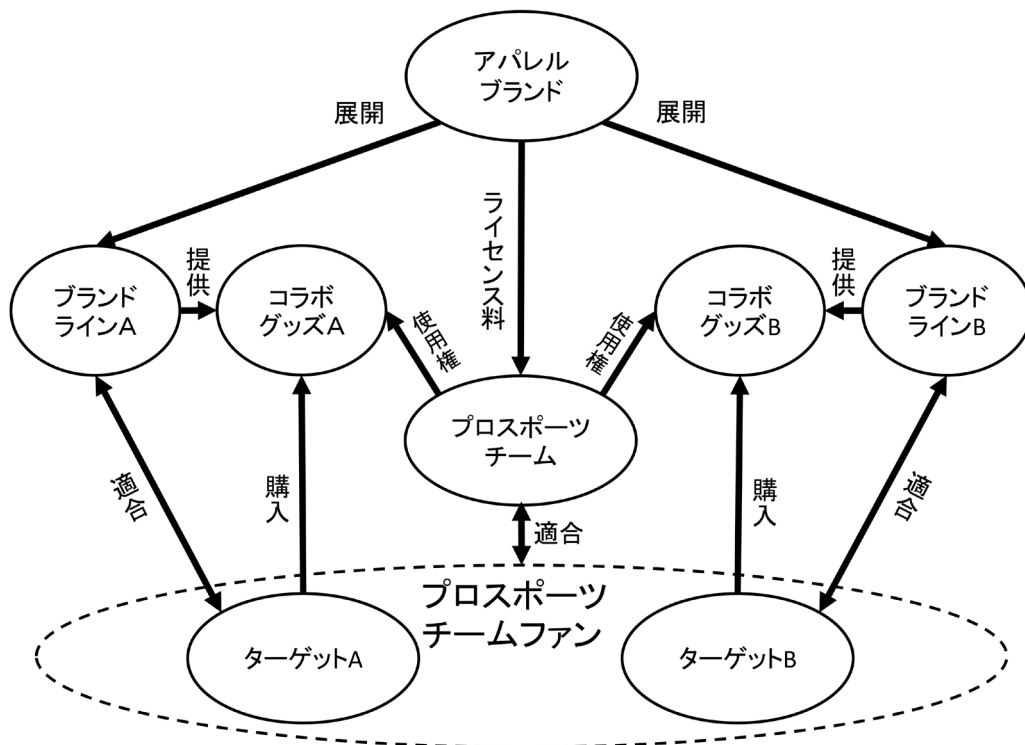 アパレル
ブランド
展開
展開
ライセンス料
提供
提供
ブランド
ラインA
コラボ
グッズA
コラボ
グッズB
ブランド
ラインB
使用権
使用権
プロスポーツ
チーム
適合
購入
適合
購入
適合
プロスポーツ
チームファン
ターゲットA
ターゲットB